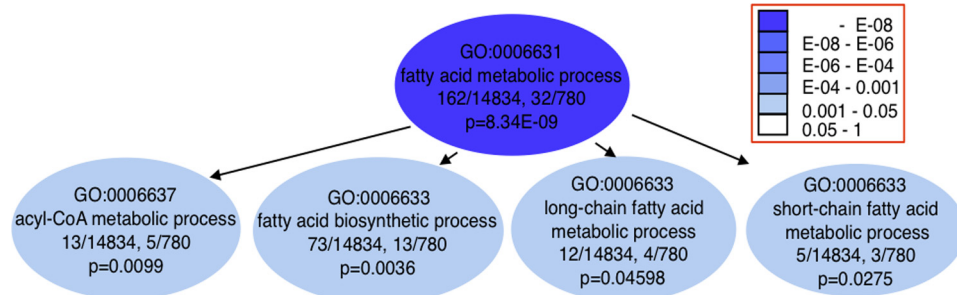 GO:0006631
fatty acid metabolic process
162/14834, 32/780
p=8.34E-09
- E-08
E-08 - E-06
E-06 - E-04
E-04 - 0.001
0.001 - 0.05
0.05 - 1
GO:0006637
acyl-CoA metabolic process
13/14834, 5/780
p=0.0099
GO:0006633
fatty acid biosynthetic process
73/14834, 13/780
p=0.0036
GO:0006633
long-chain fatty acid
metabolic process
12/14834, 4/780
p=0.04598
GO:0006633
short-chain fatty acid
metabolic process
5/14834, 3/780
p=0.0275